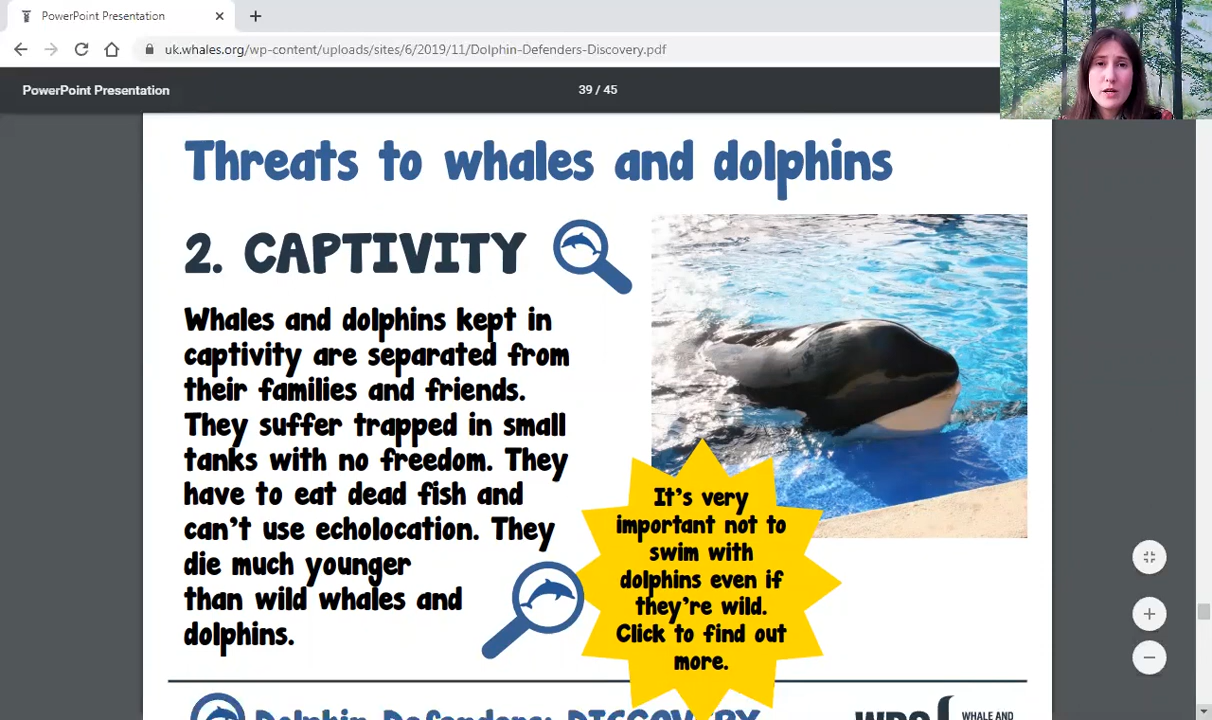 PowerPoint Presentation
uk.whales.org/wp-content/uploads/sites/6/2019/11/Dolphin-Defenders-Discovery.pdf
PowerPoint Presentation
39 / 45
Threats to whales and dolphins
2. CAPTIVITY
Whales and dolphins kept in
captivity are separated from
their families and friends.
They suffer trapped in small
tanks with no freedom. They
have to eat dead fish and
can't use echolocation. They
die much younger
than wild whales and
dolphins.
It's very
important not to
swim with
dolphins even if
they're wild.
Click to find out
more.
Dolphin Defenders: DISCOVERY
WHALE AND